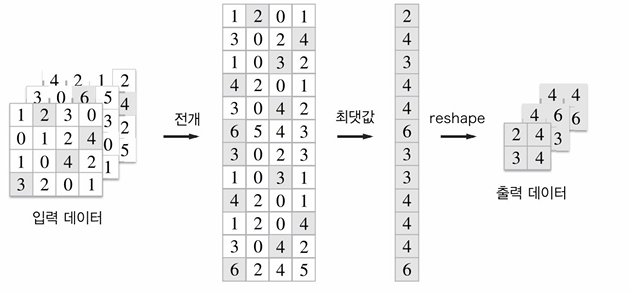 4 2 1 2
3 0 6 5 4
1 2 3 0 3 2
0 1 2 4 0 5
1 0 4 2 1
3 2 0 1
입력 데이터
전개
1 2 0 1
3 0 2 4
1 0 3 2
4 2 0 1
3 0 4 2
6 5 4 3
3 0 2 3
1 0 3 1
4 2 0 1
1 2 0 4
3 0 4 2
6 2 4 5
최댓값
2
4
3
4
4
6
3
3
4
4
4
6
reshape
4 4
4 6 6
2 4 3
3 4
출력 데이터